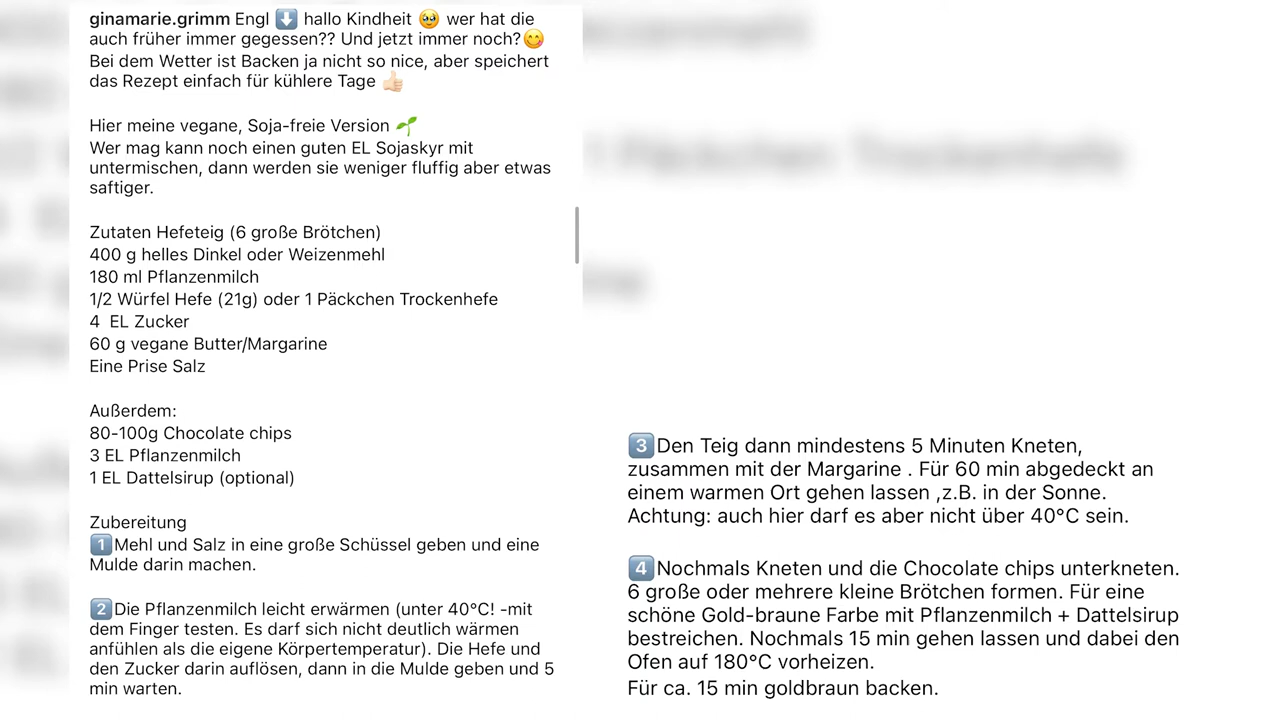 ginamarie.grimm Engl ⬇️ hallo Kindheit 🥹 wer hat die
auch früher immer gegessen?? Und jetzt immer noch?😋
Bei dem Wetter ist Backen ja nicht so nice, aber speichert
das Rezept einfach für kühlere Tage 👍🏻
Hier meine vegane, Soja-freie Version 🌱
Wer mag kann noch einen guten EL Sojaskyr mit
untermischen, dann werden sie weniger fluffig aber etwas
saftiger.
Zutaten Hefeteig (6 große Brötchen)
400 g helles Dinkel oder Weizenmehl
180 ml Pflanzenmilch
1/2 Würfel Hefe (21g) oder 1 Päckchen Trockenhefe
4  EL Zucker
60 g vegane Butter/Margarine
Eine Prise Salz
Außerdem:
80-100g Chocolate chips
3 EL Pflanzenmilch
1 EL Dattelsirup (optional)
Zubereitung
1️⃣Mehl und Salz in eine große Schüssel geben und eine
Mulde darin machen.
2️⃣Die Pflanzenmilch leicht erwärmen (unter 40°C! -mit
dem Finger testen. Es darf sich nicht deutlich wärmen
anfühlen als die eigene Körpertemperatur). Die Hefe und
den Zucker darin auflösen, dann in die Mulde geben und 5
min warten.
3️⃣Den Teig dann mindestens 5 Minuten Kneten,
zusammen mit der Margarine . Für 60 min abgedeckt an
einem warmen Ort gehen lassen ,z.B. in der Sonne.
Achtung: auch hier darf es aber nicht über 40°C sein.
4️⃣Nochmals Kneten und die Chocolate chips unterkneten.
6 große oder mehrere kleine Brötchen formen. Für eine
schöne Gold-braune Farbe mit Pflanzenmilch + Dattelsirup
bestreichen. Nochmals 15 min gehen lassen und dabei den
Ofen auf 180°C vorheizen.
Für ca. 15 min goldbraun backen.
1 Päckchen Trockenhefe